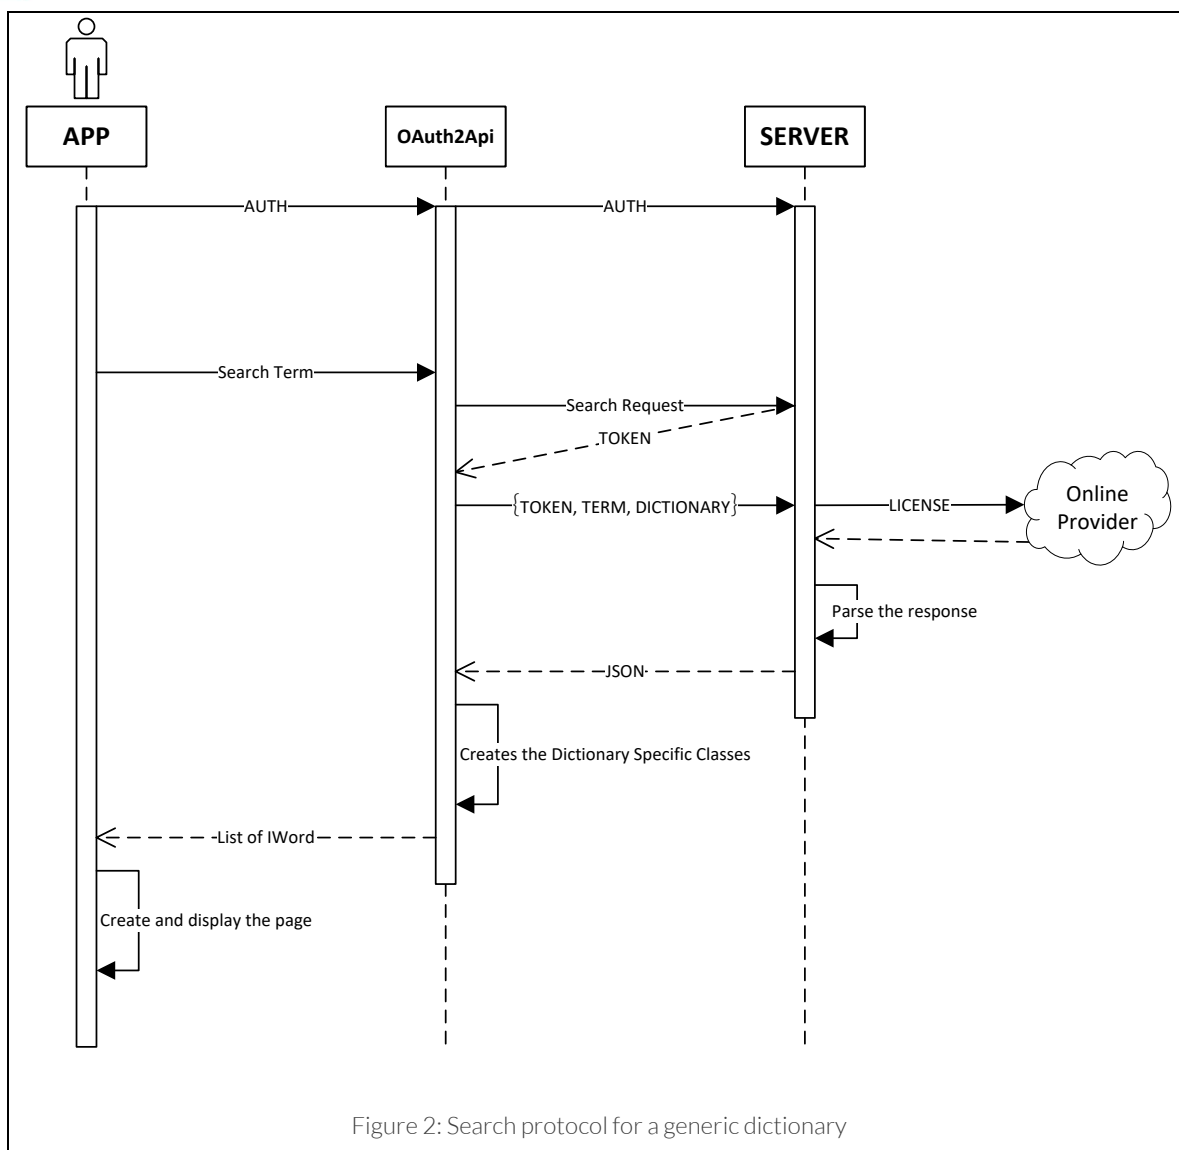 APP
OAuth2Api
SERVER
AUTH
AUTH
Search Term
Search Request
TOKEN
{TOKEN, TERM, DICTIONARY}
LICENSE
Online
Provider
Parse the response
JSON
Creates the Dictionary Specific Classes
List of IWord
Create and display the page
Figure 2: Search protocol for a generic dictionary